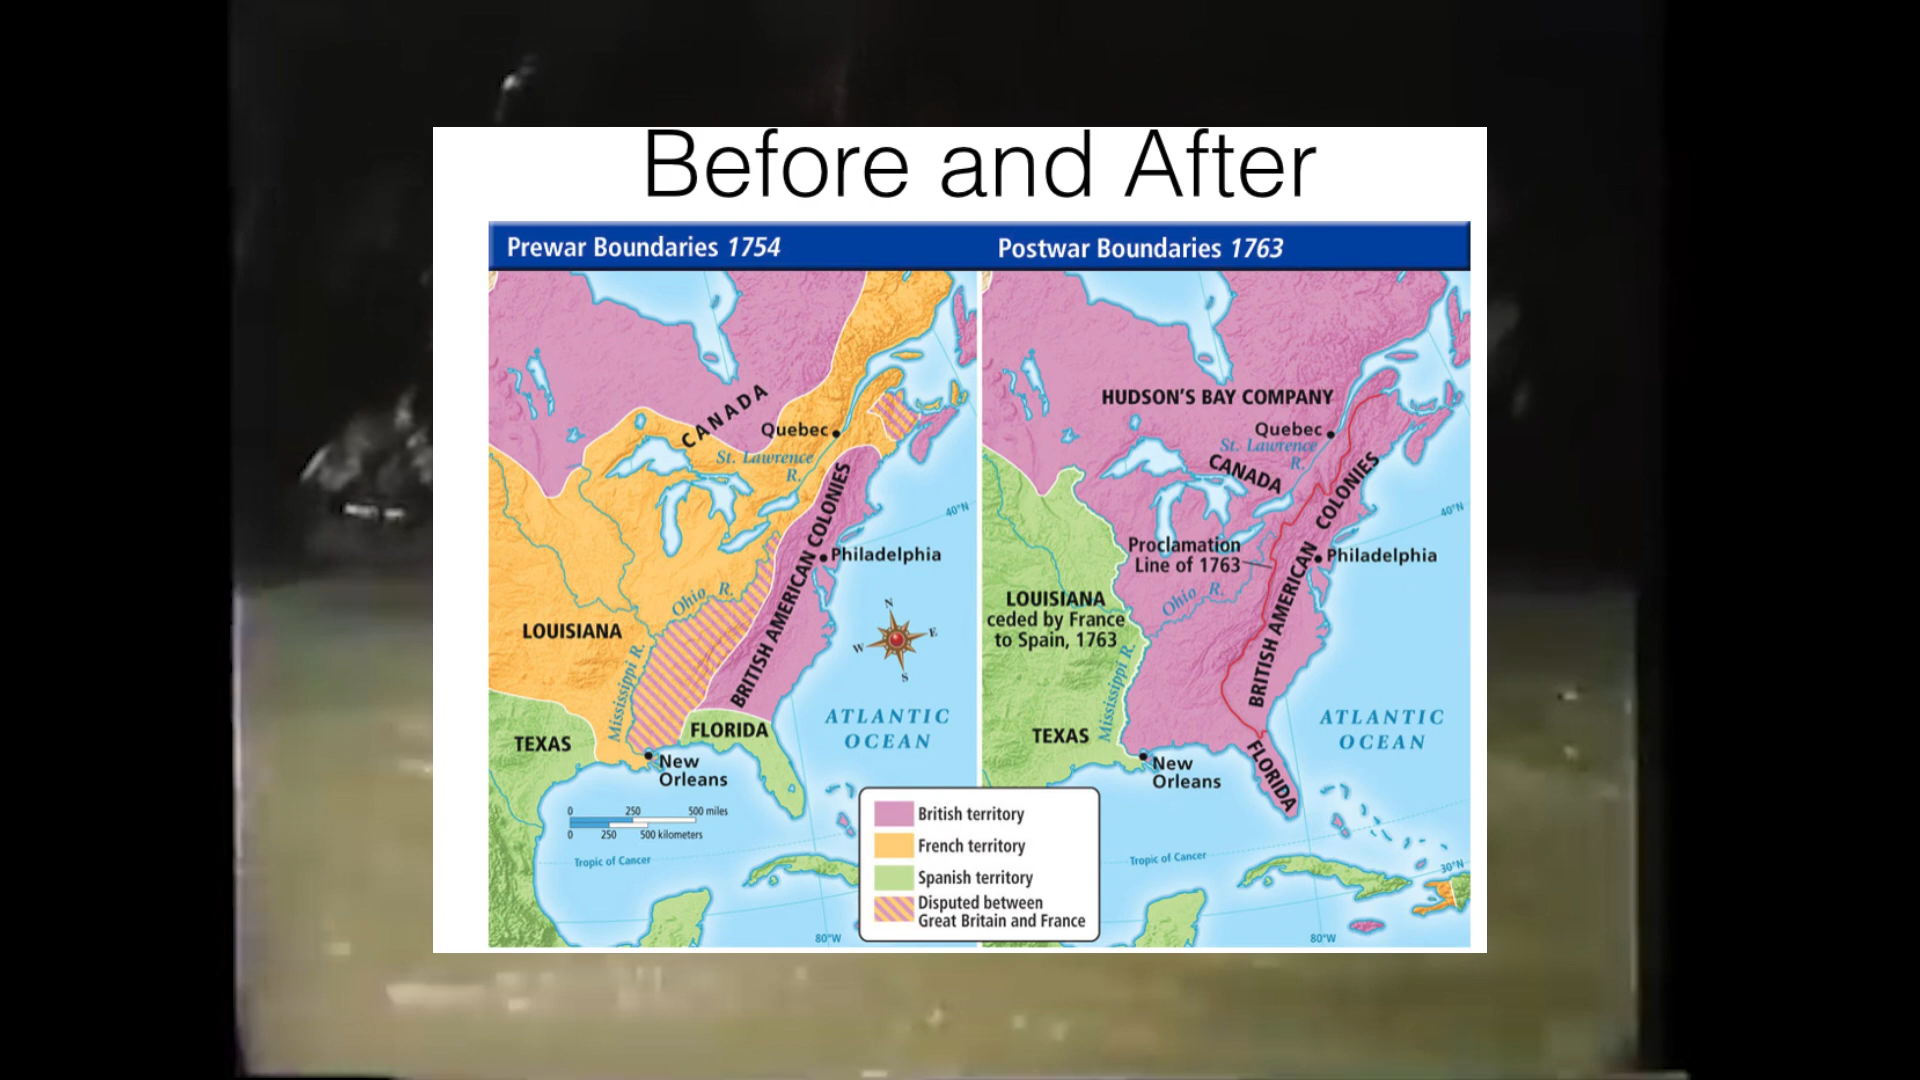 Before and After
Prewar Boundaries 1754
CANADA
Quebec
St. Lawrence
R.
BRITISH AMERICAN COLONIES
40°N
Philadelphia
Ohio R.
LOUISIANA
Mississippi R.
N
W
E
S
ATLANTIC
OCEAN
FLORIDA
TEXAS
New
Orleans
0 250 500 miles
0 250 500 kilometers
Tropic of Cancer
80°W
Postwar Boundaries 1763
HUDSON'S BAY COMPANY
Quebec
St. Lawrence
R.
CANADA
BRITISH AMERICAN COLONIES
40°N
Proclamation
Line of 1763
Philadelphia
Ohio R.
LOUISIANA
ceded by France
to Spain, 1763
Mississippi R.
ATLANTIC
OCEAN
TEXAS
New
Orleans
FLORIDA
Tropic of Cancer
30°N
80°W
British territory
French territory
Spanish territory
Disputed between
Great Britain and France